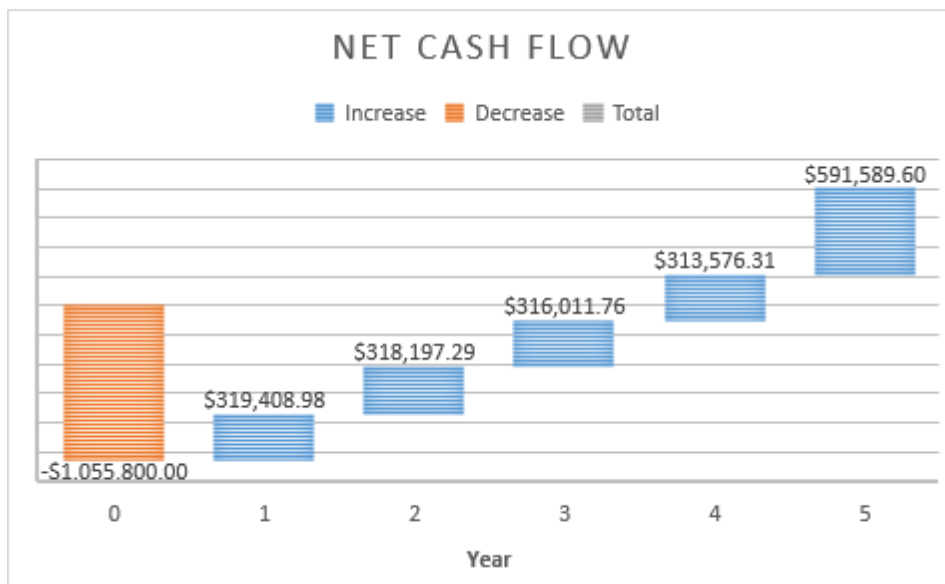 NET CASH FLOW
Increase Decrease Total
$591,589.60
$313,576.31
$316,011.76
$318,197.29
$319,408.98
-$1.055.800.00
0 1 2 3 4 5
Year